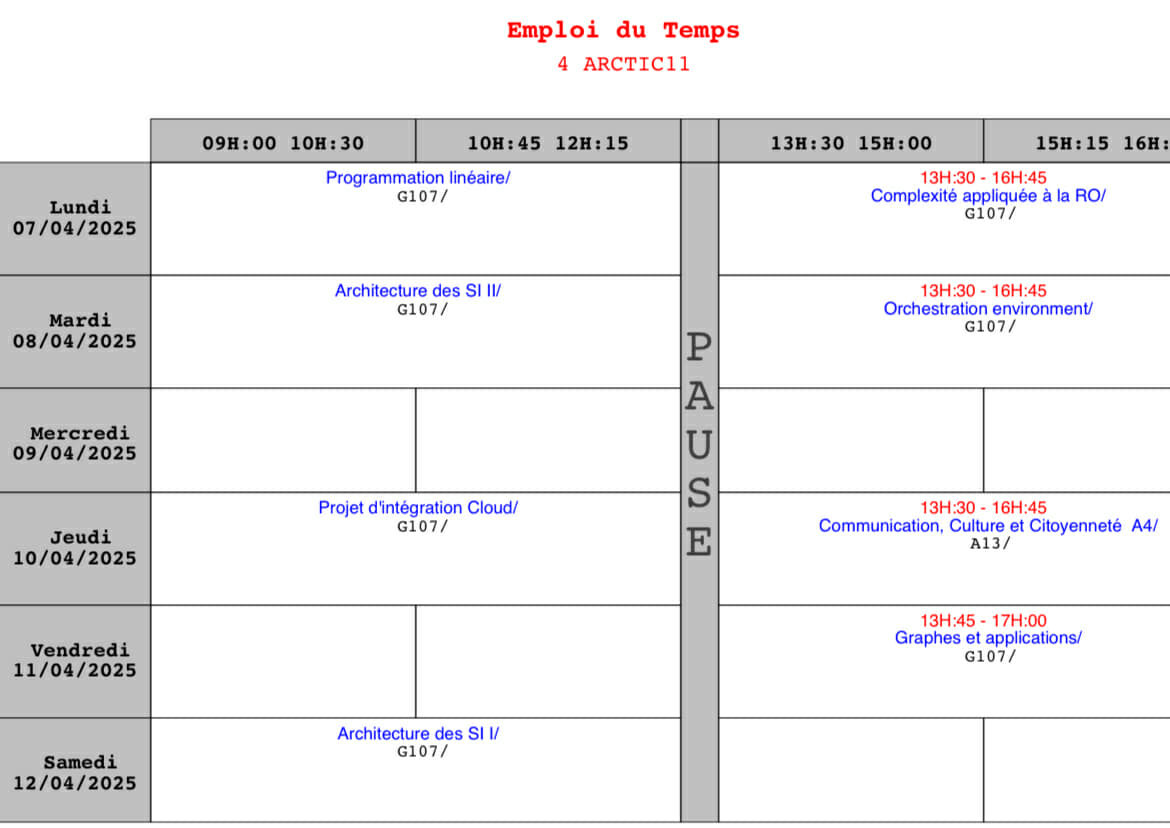 Emploi du Temps
4 ARCTIC11
09H:00 10H:30 10H:45 12H:15 13H:30 15H:00 15H:15 16H:
Lundi
07/04/2025
Programmation linéaire/
G107/
13H:30 - 16H:45
Complexité appliquée à la RO/
G107/
Mardi
08/04/2025
Architecture des SI II/
G107/
13H:30 - 16H:45
Orchestration environment/
G107/
PAUSE
Mercredi
09/04/2025
Jeudi
10/04/2025
Projet d'intégration Cloud/
G107/
13H:30 - 16H:45
Communication, Culture et Citoyenneté A4/
A13/
Vendredi
11/04/2025
13H:45 - 17H:00
Graphes et applications/
G107/
Samedi
12/04/2025
Architecture des SI I/
G107/